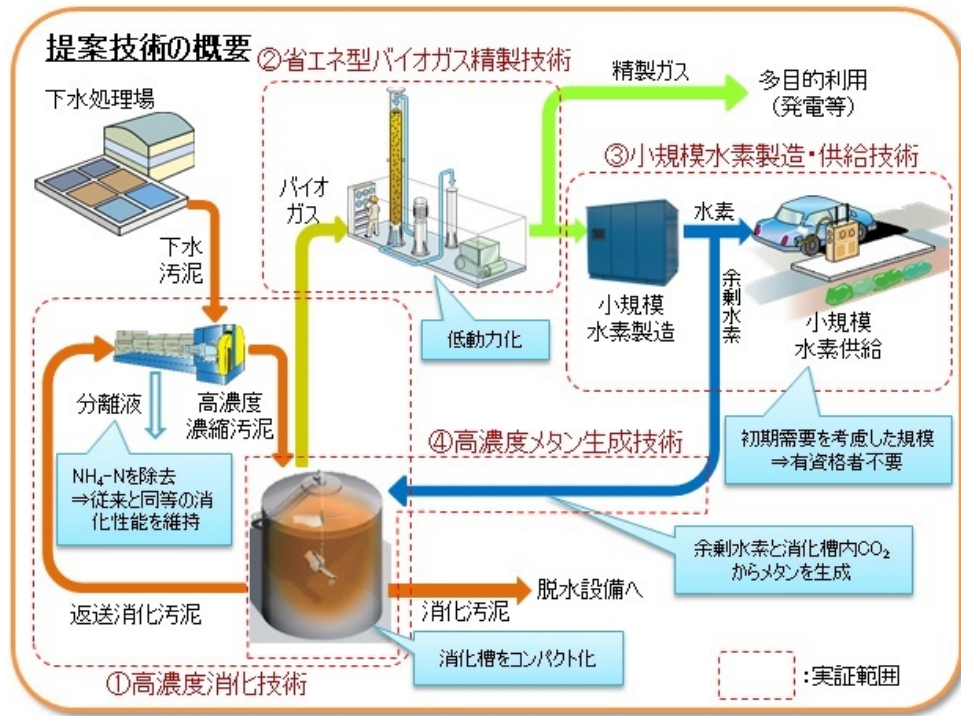 提案技術の概要
②省エネ型バイオガス精製技術
精製ガス
多目的利用
(発電等)
下水処理場
③小規模水素製造・供給技術
バイオ
ガス
水素
下水
汚泥
余剰水素
小規模
水素製造
小規模
水素供給
低動力化
分離液
高濃度
濃縮汚泥
④高濃度メタン生成技術
初期需要を考慮した規模
⇒有資格者不要
NH₄-Nを除去
⇒従来と同等の消
化性能を維持
余剰水素と消化槽内CO₂
からメタンを生成
返送消化汚泥
消化汚泥
脱水設備へ
消化槽をコンパクト化
①高濃度消化技術
:実証範囲